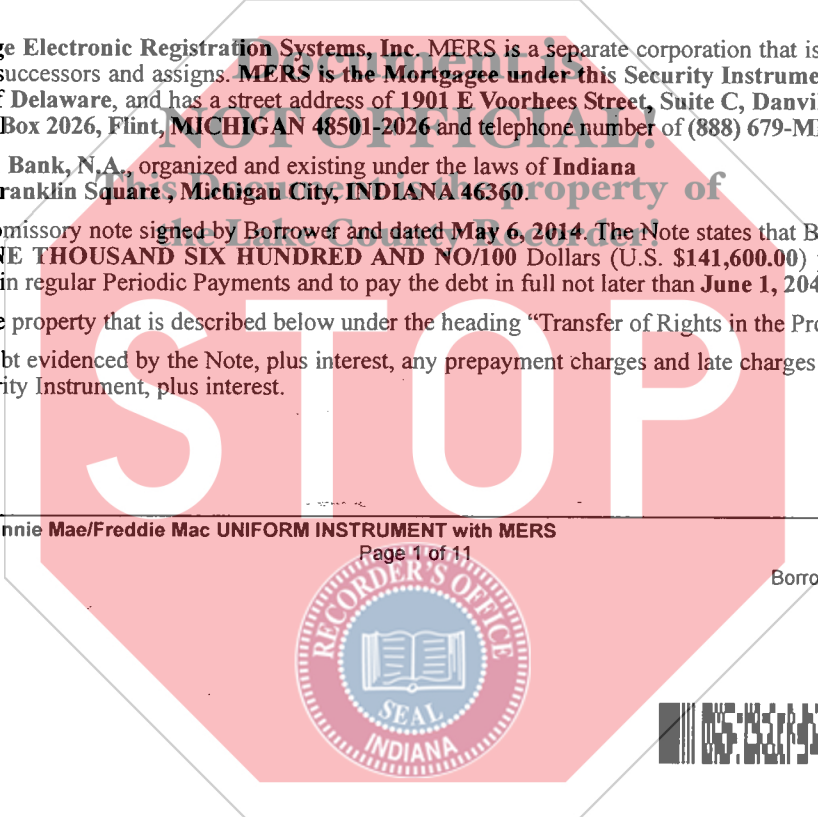 ge Electronic Registration Systems, Inc. MERS is a separate corporation that is
Document is
successors and assigns. MERS is the Mortgagee under this Security Instrume
f Delaware, and has a street address of 1901 E Voorhees Street, Suite C, Danvi
NOT OFFICIAL!
Box 2026, Flint, MICHIGAN 48501-2026 and telephone number of (888) 679-M
Bank, N.A., organized and existing under the laws of Indiana
This Document is the property of
ranklin Square , Michigan City, INDIANA 46360.
omissory note signed by Borrower and dated May 6, 2014. The Note states that B
the Lake County Recorder!
NE THOUSAND SIX HUNDRED AND NO/100 Dollars (U.S. $141,600.00)
in regular Periodic Payments and to pay the debt in full not later than June 1, 204
e property that is described below under the heading “Transfer of Rights in the Pro
bt evidenced by the Note, plus interest, any prepayment charges and late charges
rity Instrument, plus interest.
STOP
nnie Mae/Freddie Mac UNIFORM INSTRUMENT with MERS
Page 1 of 11
Borro
RECORDER'S OFFICE
SEAL
INDIANA